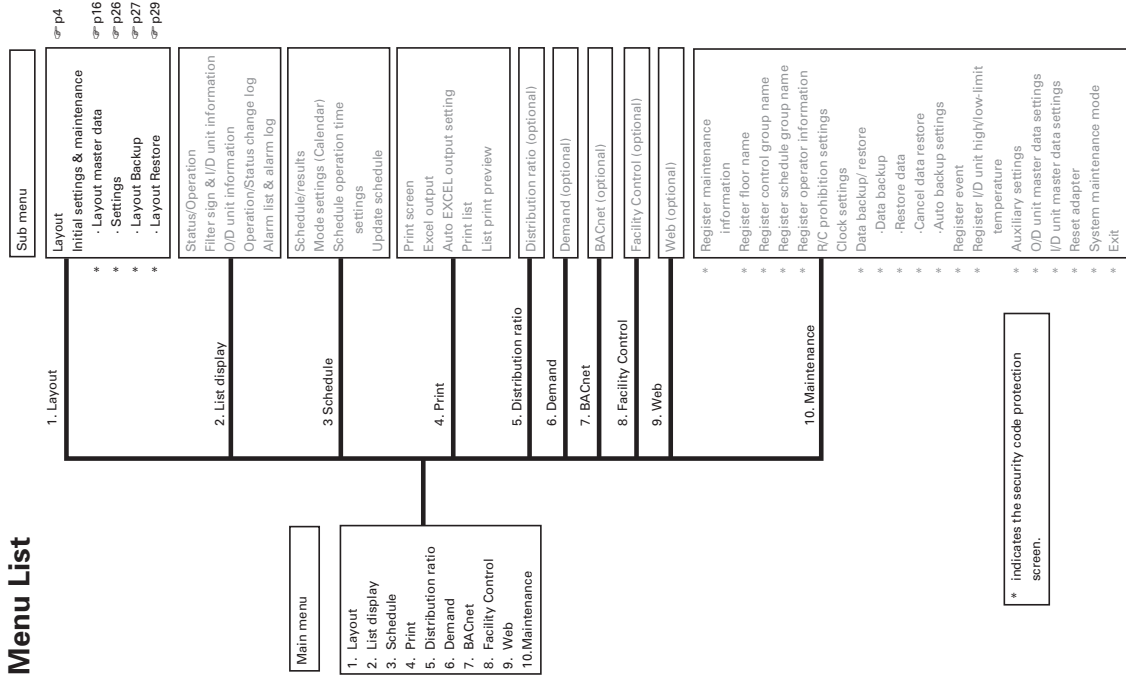 Menu List
Main menu
1. Layout
2. List display
3. Schedule
4. Print
5. Distribution ratio
6. Demand
7. BACnet
8. Facility Control
9. Web
10.Maintenance
Sub menu
1. Layout
Layout ☞ p4
Initial settings & maintenance
* · Layout master data ☞ p16
* · Settings ☞ p26
* · Layout Backup ☞ p27
* · Layout Restore ☞ p29
2. List display
Status/Operation
Filter sign & I/D unit information
O/D unit information
Operation/Status change log
Alarm list & alarm log
3 Schedule
Schedule/results
Mode settings (Calendar)
Schedule operation time
settings
Update schedule
4. Print
Print screen
Excel output
Auto EXCEL output setting
Print list
List print preview
5. Distribution ratio
Distribution ratio (optional)
6. Demand
Demand (optional)
7. BACnet
BACnet (optional)
8. Facility Control
Facility Control (optional)
9. Web
Web (optional)
10. Maintenance
* Register maintenance
information
* Register floor name
* Register control group name
* Register schedule group name
* Register operator information
R/C prohibition settings
Clock settings
* Data backup/ restore
* ·Data backup
* ·Restore data
* ·Cancel data restore
* ·Auto backup settings
* Register event
* Register I/D unit high/low-limit
temperature
* Auxiliary settings
* O/D unit master data settings
* I/D unit master data settings
* Reset adapter
* System maintenance mode
* Exit
* indicates the security code protection
screen.